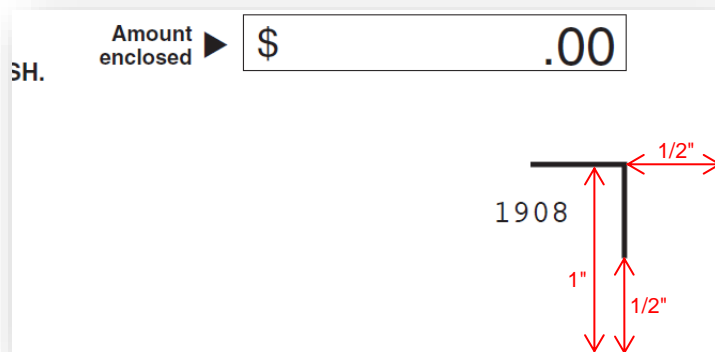 Amount
enclosed
$ .00
SH.
1/2"
1908
1"
1/2"